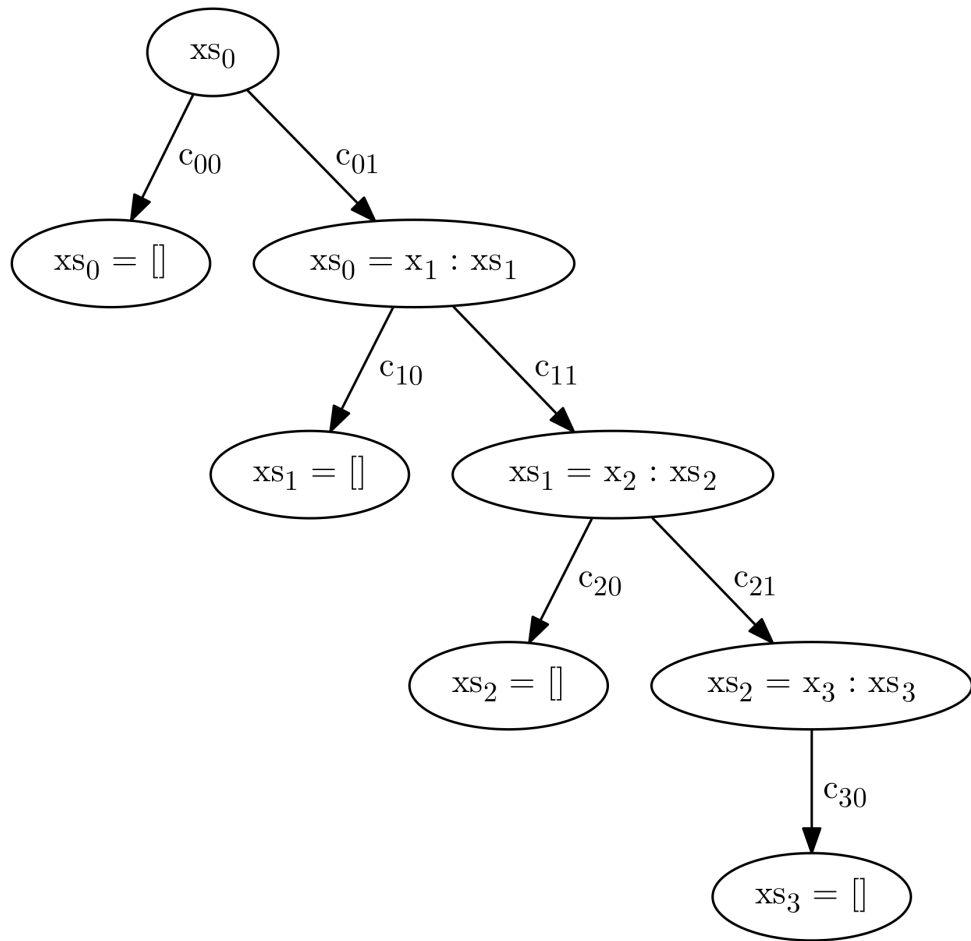 xs₀
c₀₀
c₀₁
xs₀ = []
xs₀ = x₁ : xs₁
c₁₀
c₁₁
xs₁ = []
xs₁ = x₂ : xs₂
c₂₀
c₂₁
xs₂ = []
xs₂ = x₃ : xs₃
c₃₀
xs₃ = []